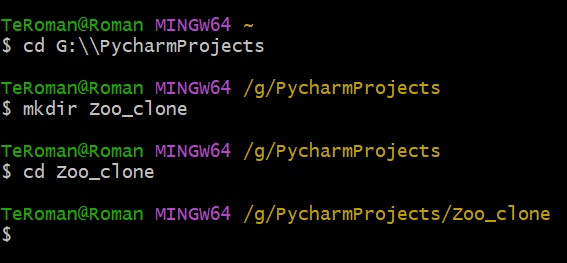 TeRoman@Roman MINGW64 ~
$ cd G:\\PycharmProjects
TeRoman@Roman MINGW64 /g/PycharmProjects
$ mkdir Zoo_clone
TeRoman@Roman MINGW64 /g/PycharmProjects
$ cd Zoo_clone
TeRoman@Roman MINGW64 /g/PycharmProjects/Zoo_clone
$